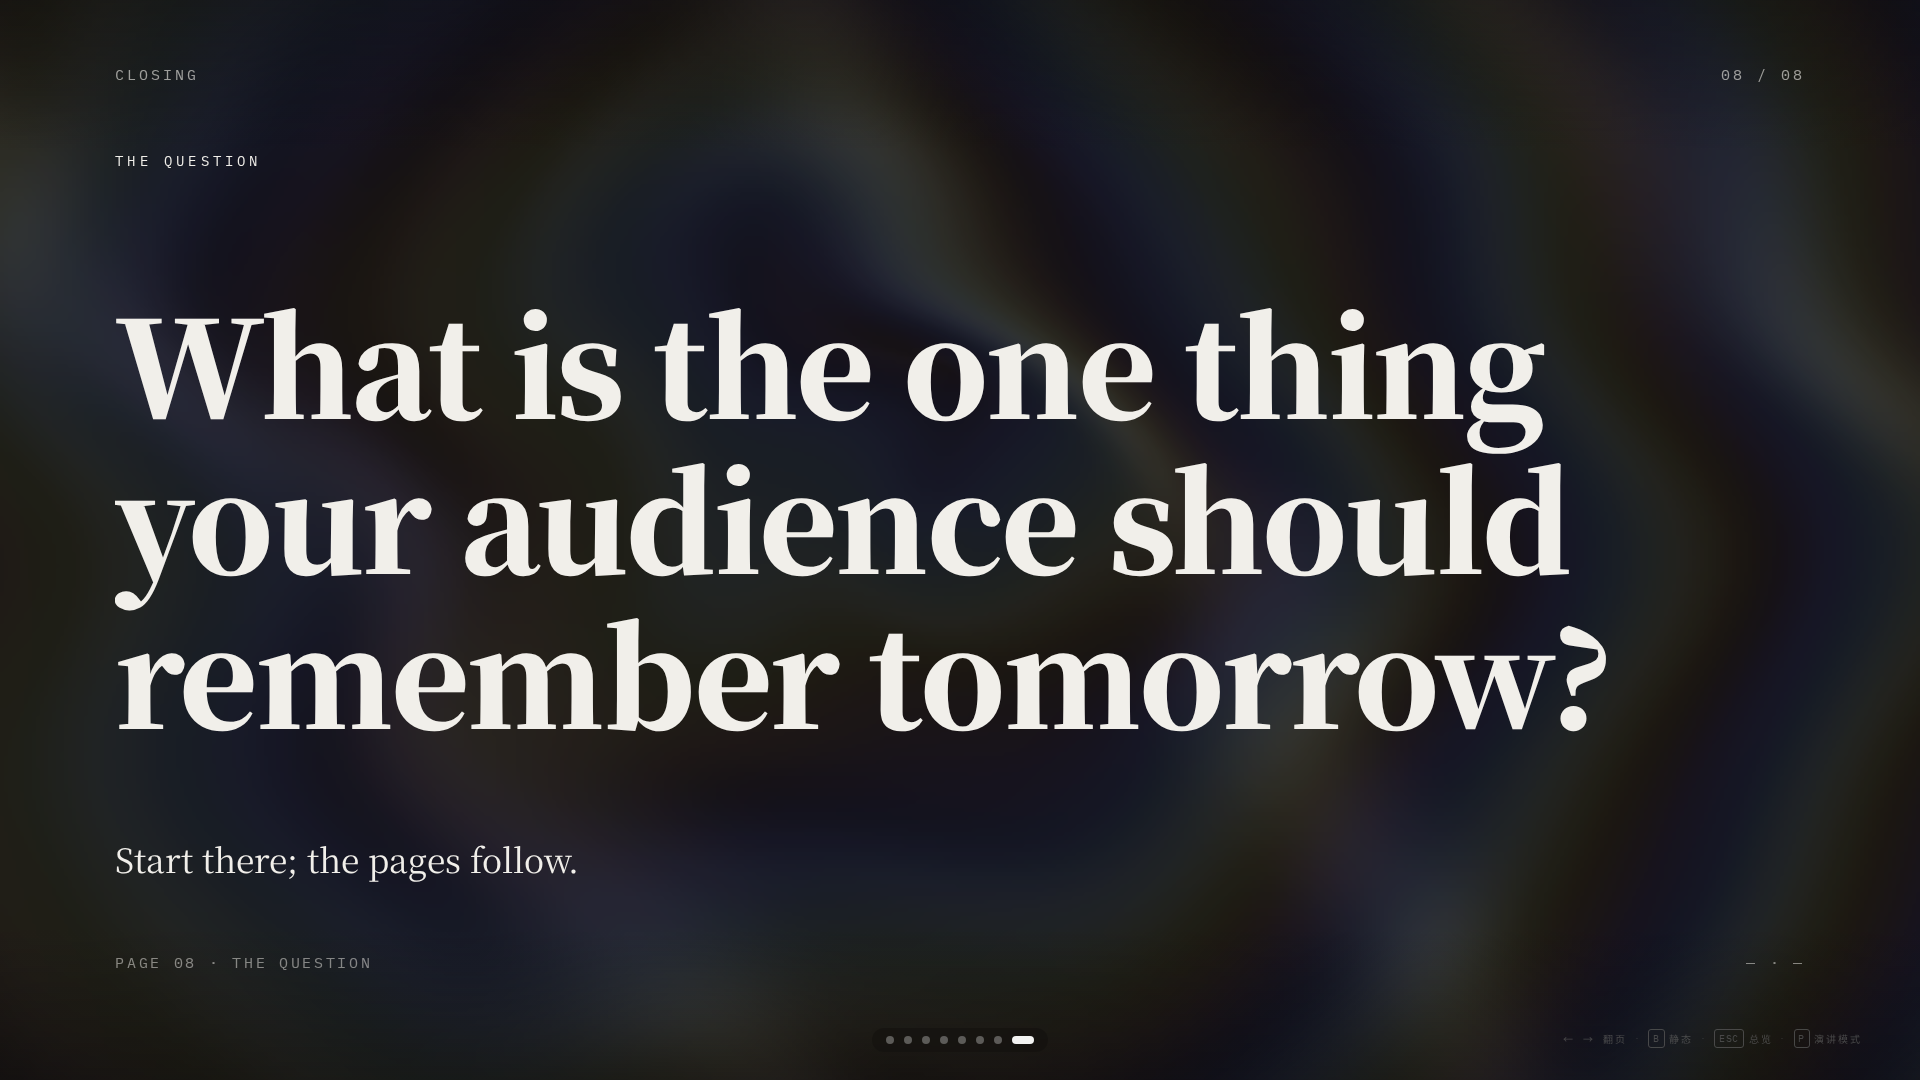 CLOSING
08 / 08
THE QUESTION
What is the one thing
your audience should
remember tomorrow?
Start there; the pages follow.
PAGE 08 · THE QUESTION
— · —
← → 翻页 · B 静态 · ESC 总览 · P 演讲模式